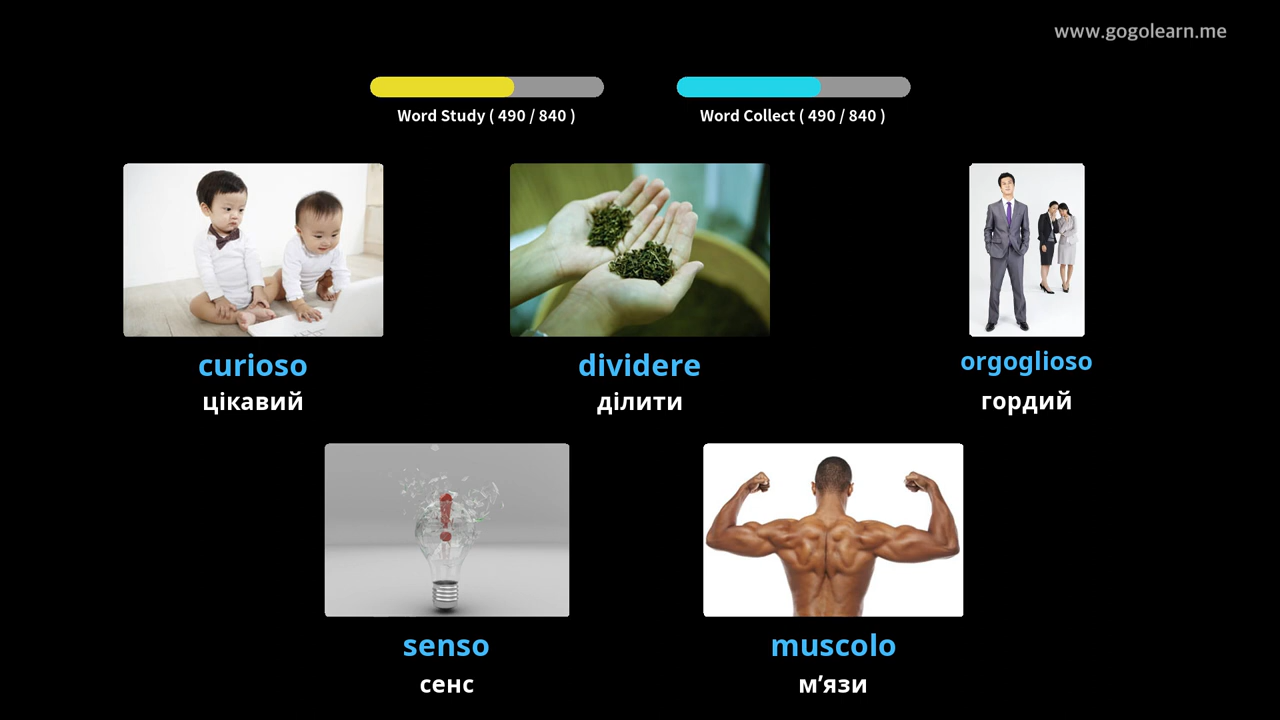 www.gogolearn.me
Word Study ( 490 / 840 )
Word Collect ( 490 / 840 )
curioso
цікавий
dividere
ділити
orgoglioso
гордий
senso
сенс
muscolo
м’язи